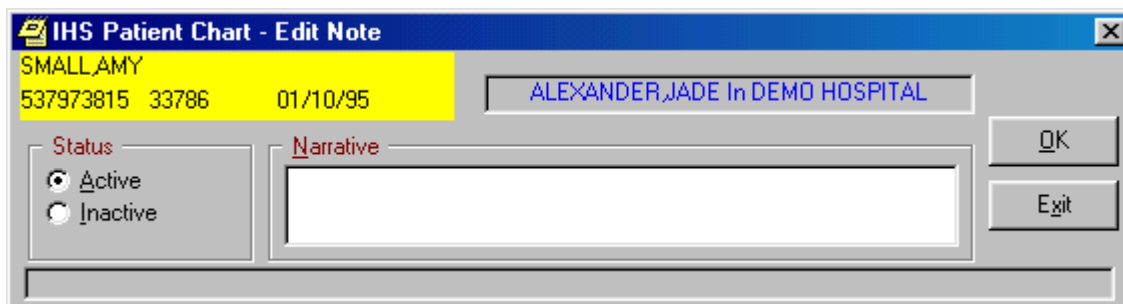 IHS Patient Chart - Edit Note
SMALL,AMY
537973815 33786 01/10/95
ALEXANDER,JADE In DEMO HOSPITAL
Status
Active
Inactive
Narrative
OK
Exit